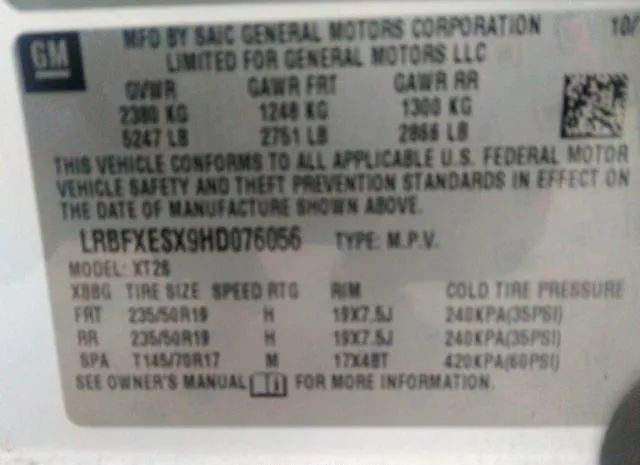 GM
MFD BY SAIC GENERAL MOTORS CORPORATION 10/
LIMITED FOR GENERAL MOTORS LLC
GVWR GAWR FRT GAWR RR
2380 KG 1248 KG 1300 KG
5247 LB 2751 LB 2866 LB
THIS VEHICLE CONFORMS TO ALL APPLICABLE U.S. FEDERAL MOTOR
VEHICLE SAFETY AND THEFT PREVENTION STANDARDS IN EFFECT ON
THE DATE OF MANUFACTURE SHOWN ABOVE.
LRBFXESX9HD076056 TYPE: M.P.V.
MODEL: XT26
XBBG TIRE SIZE SPEED RTG RIM COLD TIRE PRESSURE
FRT 235/50R19 H 19X7.5J 240KPA(35PSI)
RR 235/50R19 H 19X7.5J 240KPA(35PSI)
SPA T145/70R17 M 17X4BT 420KPA(60PSI)
SEE OWNER'S MANUAL FOR MORE INFORMATION.